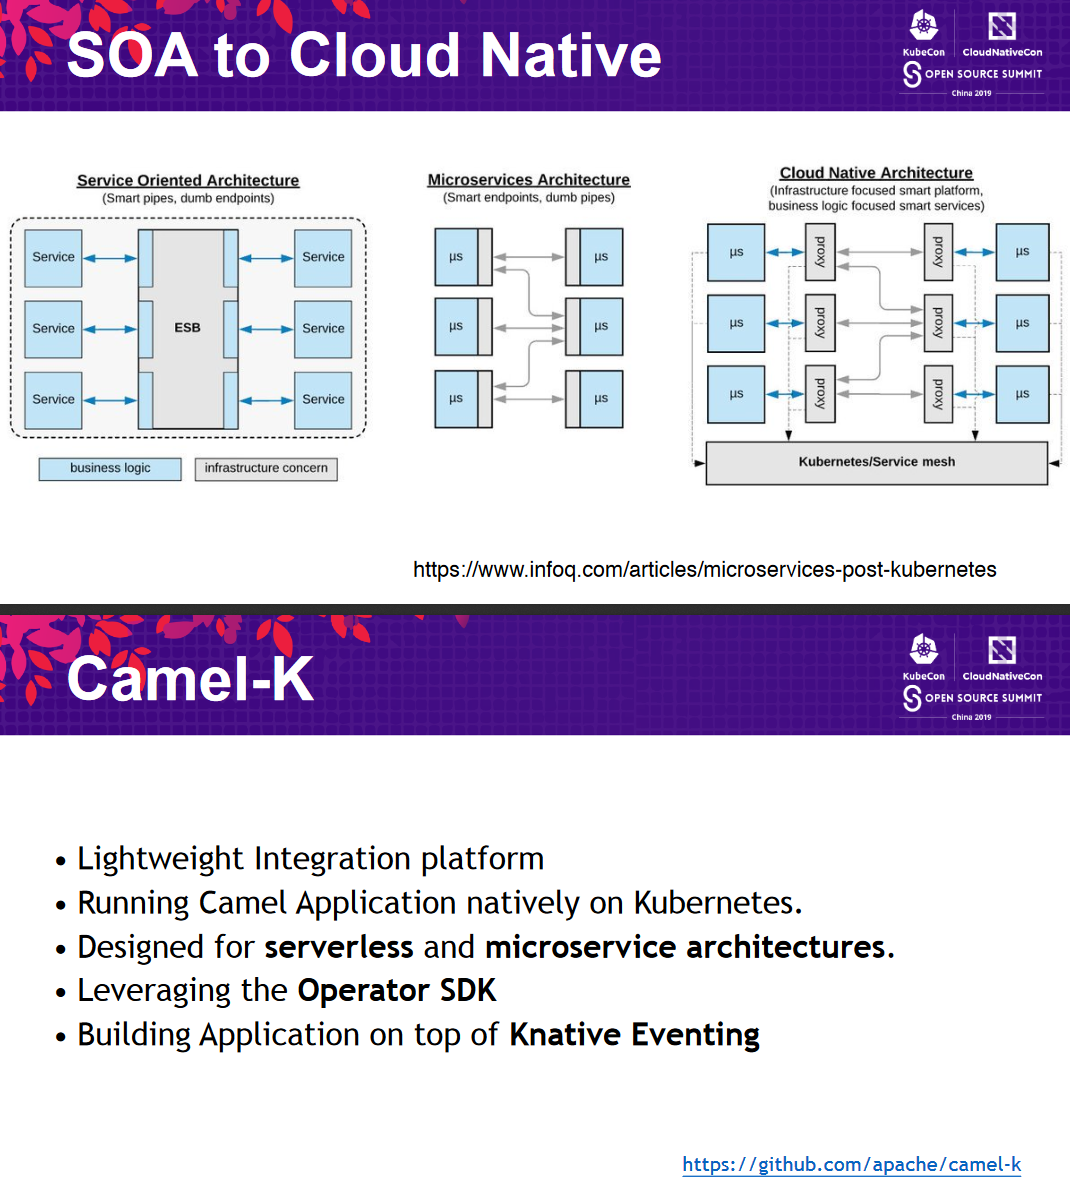 SOA to Cloud Native
KubeCon
CloudNativeCon
OPEN SOURCE SUMMIT
China 2019
Service Oriented Architecture
(Smart pipes, dumb endpoints)
Service
Service
Service
ESB
Service
Service
Service
business logic
infrastructure concern
Microservices Architecture
(Smart endpoints, dumb pipes)
µs
µs
µs
µs
µs
µs
Cloud Native Architecture
(Infrastructure focused smart platform,
business logic focused smart services)
µs
proxy
proxy
µs
µs
proxy
proxy
µs
µs
proxy
proxy
µs
Kubernetes/Service mesh
https://www.infoq.com/articles/microservices-post-kubernetes
Camel-K
KubeCon
CloudNativeCon
OPEN SOURCE SUMMIT
China 2019
• Lightweight Integration platform
• Running Camel Application natively on Kubernetes.
• Designed for serverless and microservice architectures.
• Leveraging the Operator SDK
• Building Application on top of Knative Eventing
https://github.com/apache/camel-k